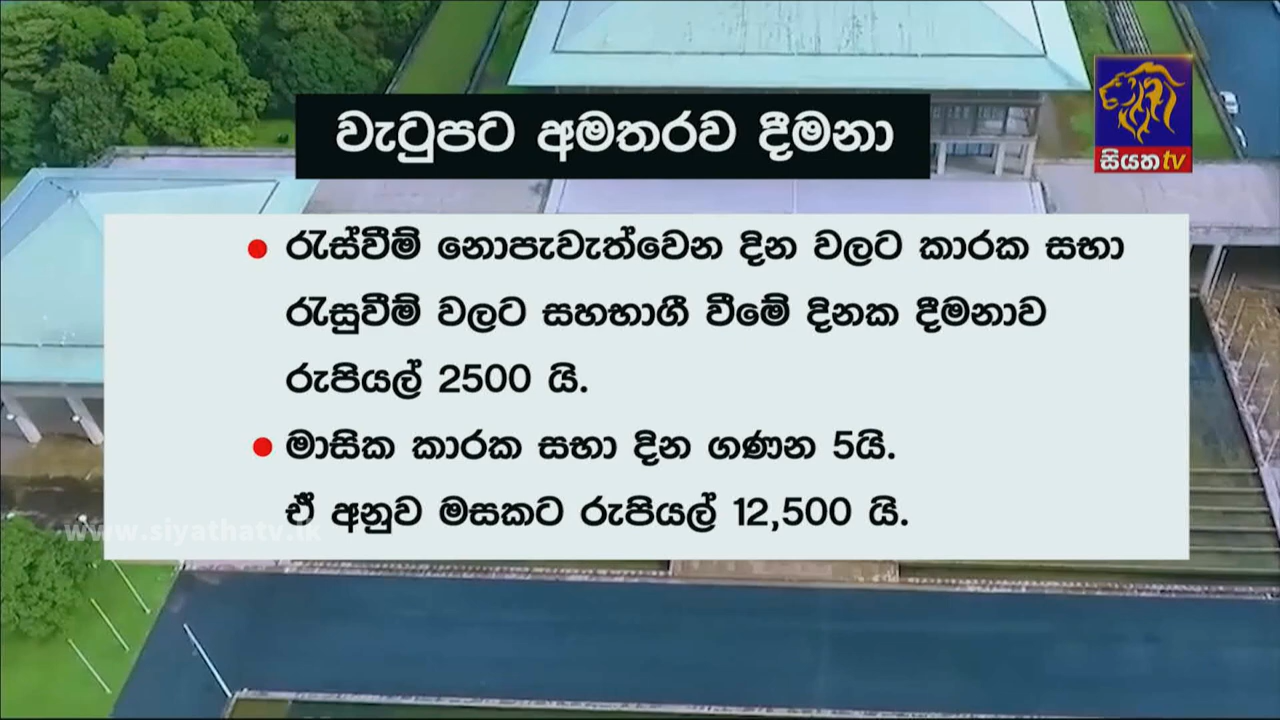 වැටුපට අමතරව දීමනා
සියත tv
රැස්වීම් නොපැවැත්වෙන දින වලට කාරක සභා
රැසුවීම් වලට සහභාගී වීමේ දිනක දීමනාව
රුපියල් 2500 යි.
මාසික කාරක සභා දින ගණන 5යි.
ඒ අනුව මසකට රුපියල් 12,500 යි.
www.siyathatv.lk